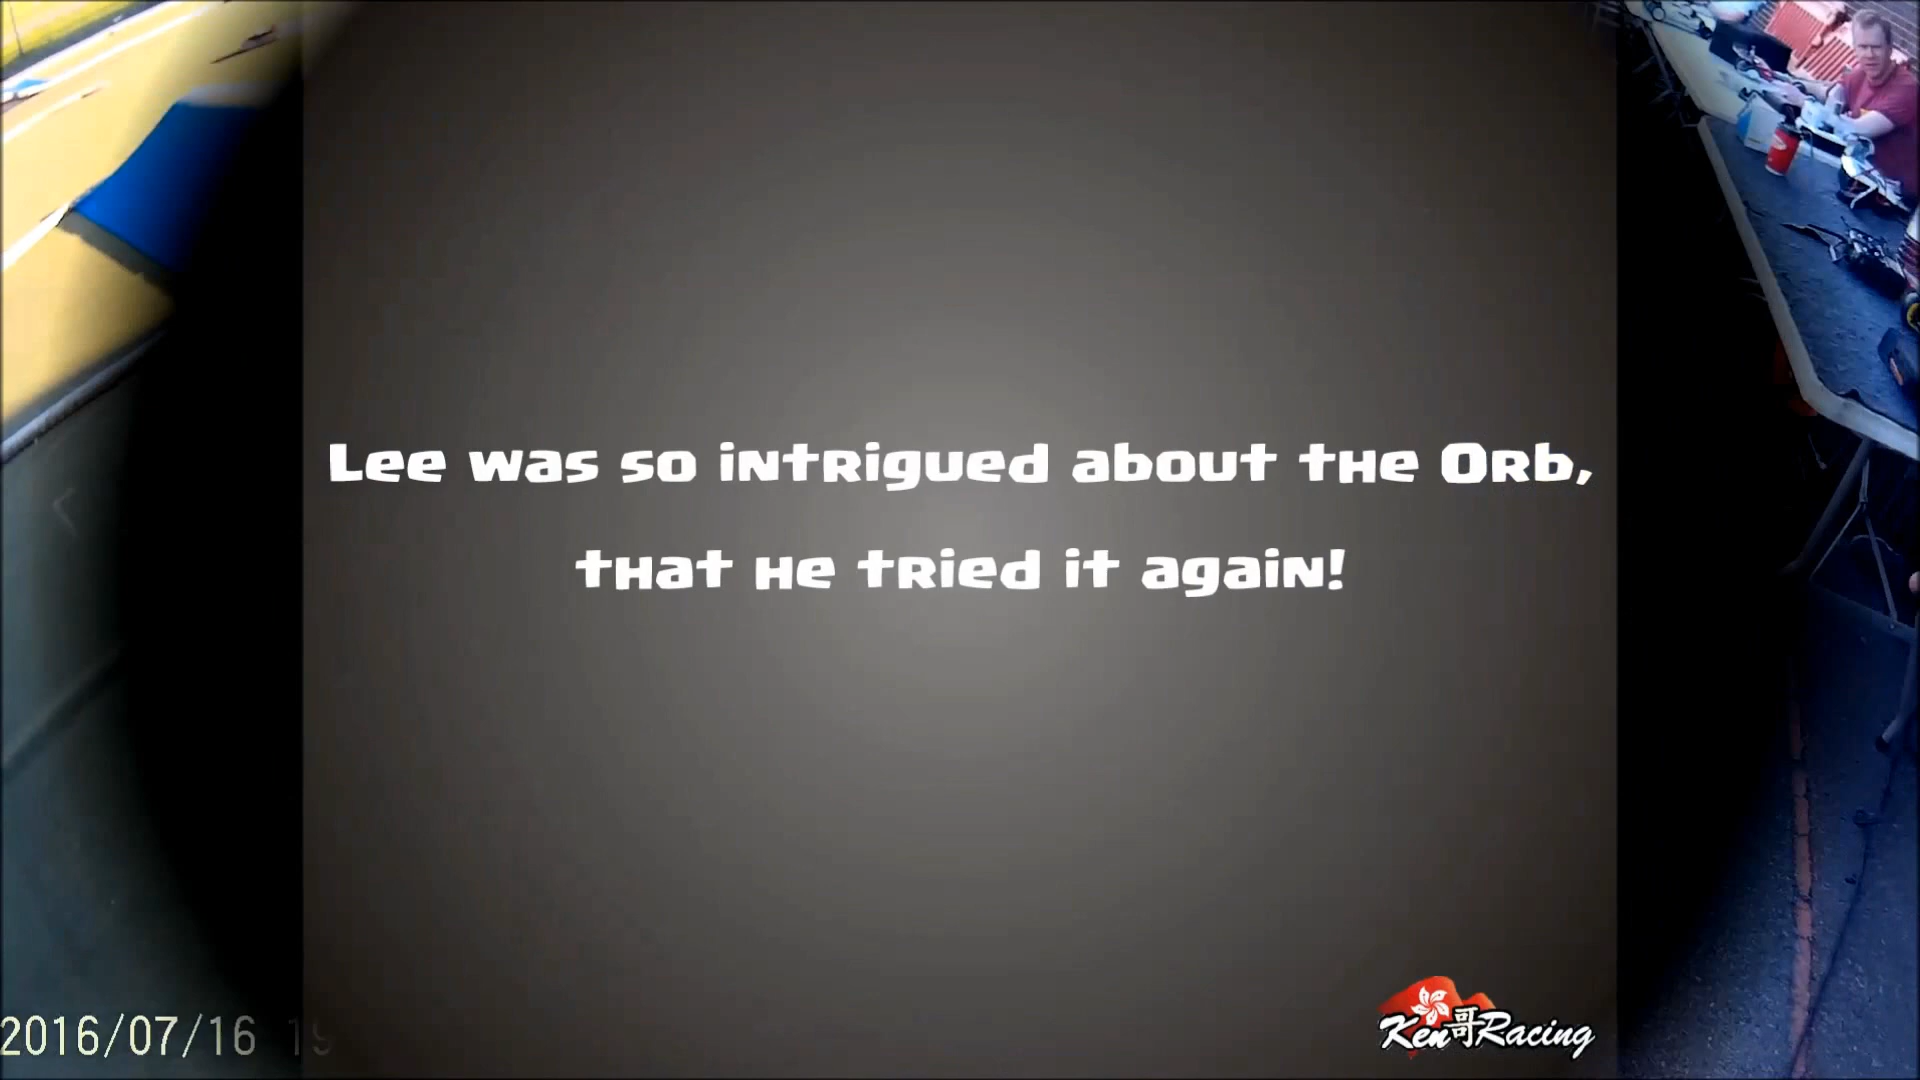 Lee was so intrigued about the Orb,
that he tried it again!
2016/07/16 19
Ken哥Racing